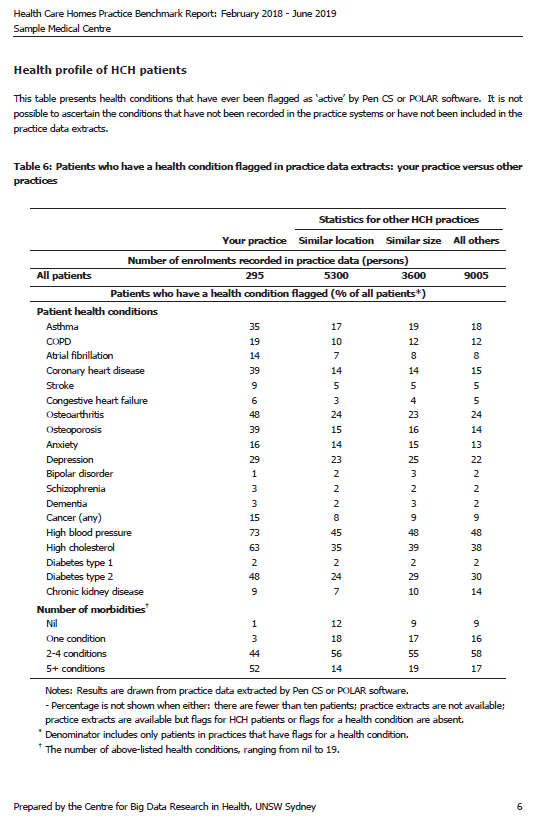 Health Care Homes Practice Benchmark Report: February 2018 - June 2019
Sample Medical Centre
Health profile of HCH patients
This table presents health conditions that have ever been flagged as ‘active’ by Pen CS or POLAR software. It is not
possible to ascertain the conditions that have not been recorded in the practice systems or have not been included in the
practice data extracts.
Table 6: Patients who have a health condition flagged in practice data extracts: your practice versus other
practices
Statistics for other HCH practices
Your practice Similar location Similar size All others
Number of enrolments recorded in practice data (persons)
All patients 295 5300 3600 9005
Patients who have a health condition flagged (% of all patients*)
Patient health conditions
Asthma 35 17 19 18
COPD 19 10 12 12
Atrial fibrillation 14 7 8 8
Coronary heart disease 39 14 14 15
Stroke 9 5 5 5
Congestive heart failure 6 3 4 5
Osteoarthritis 48 24 23 24
Osteoporosis 39 15 16 14
Anxiety 16 14 15 13
Depression 29 23 25 22
Bipolar disorder 1 2 3 2
Schizophrenia 3 2 2 2
Dementia 3 2 3 2
Cancer (any) 15 8 9 9
High blood pressure 73 45 48 48
High cholesterol 63 35 39 38
Diabetes type 1 2 2 2 2
Diabetes type 2 48 24 29 30
Chronic kidney disease 9 7 10 14
Number of morbidities†
Nil 1 12 9 9
One condition 3 18 17 16
2-4 conditions 44 56 55 58
5+ conditions 52 14 19 17
Notes: Results are drawn from practice data extracted by Pen CS or POLAR software.
- Percentage is not shown when either: there are fewer than ten patients; practice extracts are not available;
practice extracts are available but flags for HCH patients or flags for a health condition are absent.
* Denominator includes only patients in practices that have flags for a health condition.
† The number of above-listed health conditions, ranging from nil to 19.
Prepared by the Centre for Big Data Research in Health, UNSW Sydney 6